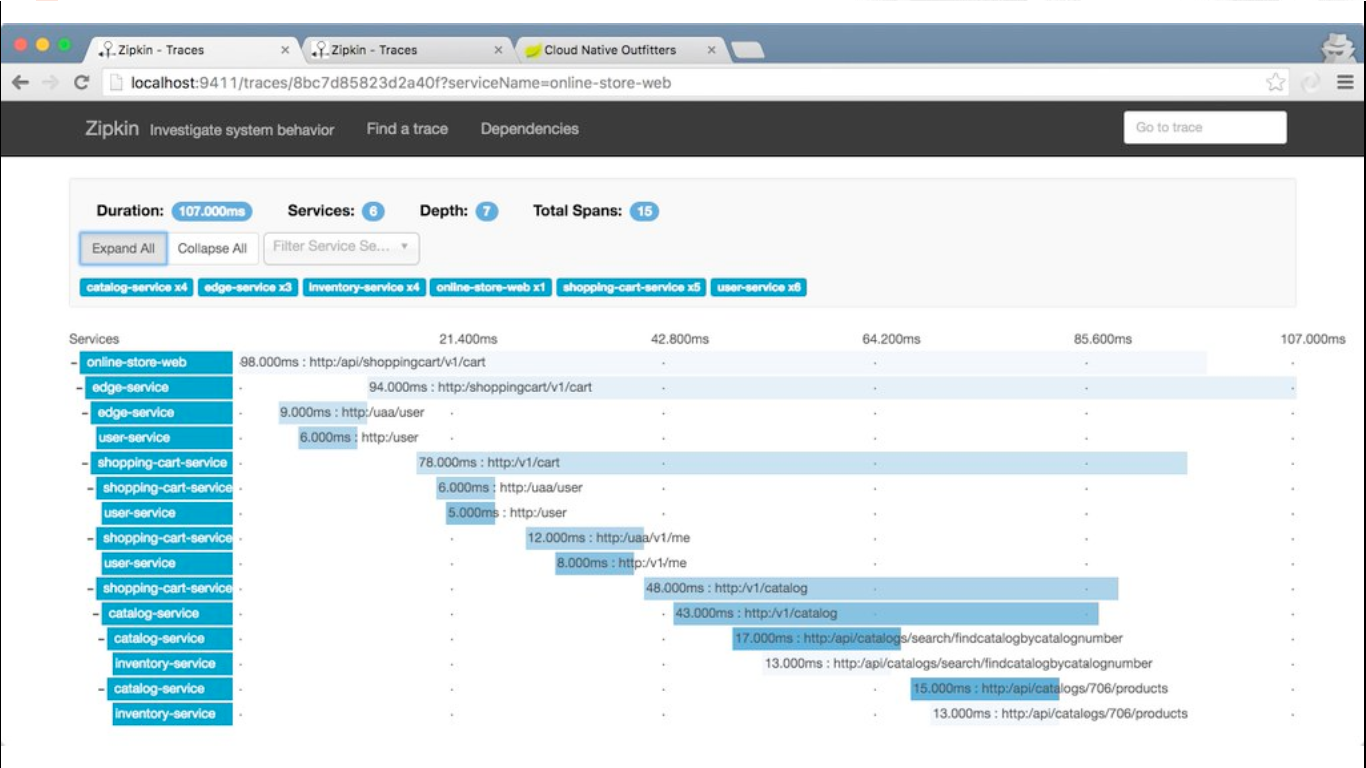 Zipkin - Traces × Zipkin - Traces × Cloud Native Outfitters ×
localhost:9411/traces/8bc7d85823d2a40f?serviceName=online-store-web
Zipkin Investigate system behavior Find a trace Dependencies Go to trace
Duration: 107.000ms Services: 6 Depth: 7 Total Spans: 15
Expand All Collapse All Filter Service Se...
catalog-service x4 edge-service x3 inventory-service x4 online-store-web x1 shopping-cart-service x5 user-service x6
Services 21.400ms 42.800ms 64.200ms 85.600ms 107.000ms
- online-store-web 98.000ms : http:/api/shoppingcart/v1/cart
- edge-service 94.000ms : http:/shoppingcart/v1/cart
- edge-service 9.000ms : http:/uaa/user
user-service 6.000ms : http:/user
- shopping-cart-service 78.000ms : http:/v1/cart
- shopping-cart-service 6.000ms : http:/uaa/user
user-service 5.000ms : http:/user
- shopping-cart-service 12.000ms : http:/uaa/v1/me
user-service 8.000ms : http:/v1/me
- shopping-cart-service 48.000ms : http:/v1/catalog
- catalog-service 43.000ms : http:/v1/catalog
- catalog-service 17.000ms : http:/api/catalogs/search/findcatalogbycatalognumber
inventory-service 13.000ms : http:/api/catalogs/search/findcatalogbycatalognumber
- catalog-service 15.000ms : http:/api/catalogs/706/products
inventory-service 13.000ms : http:/api/catalogs/706/products